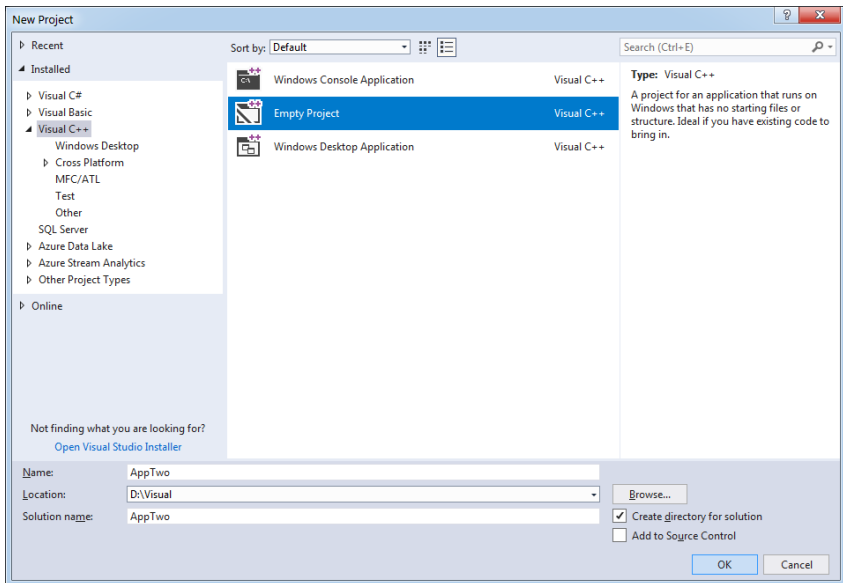 New Project
Recent
Installed
Visual C#
Visual Basic
Visual C++
Windows Desktop
Cross Platform
MFC/ATL
Test
Other
SQL Server
Azure Data Lake
Azure Stream Analytics
Other Project Types
Online
Not finding what you are looking for?
Open Visual Studio Installer
Sort by: Default
Windows Console Application Visual C++
Empty Project Visual C++
Windows Desktop Application Visual C++
Search (Ctrl+E)
Type: Visual C++
A project for an application that runs on
Windows that has no starting files or
structure. Ideal if you have existing code to
bring in.
Name: AppTwo
Location: D:\Visual Browse...
Solution name: AppTwo
Create directory for solution
Add to Source Control
OK Cancel